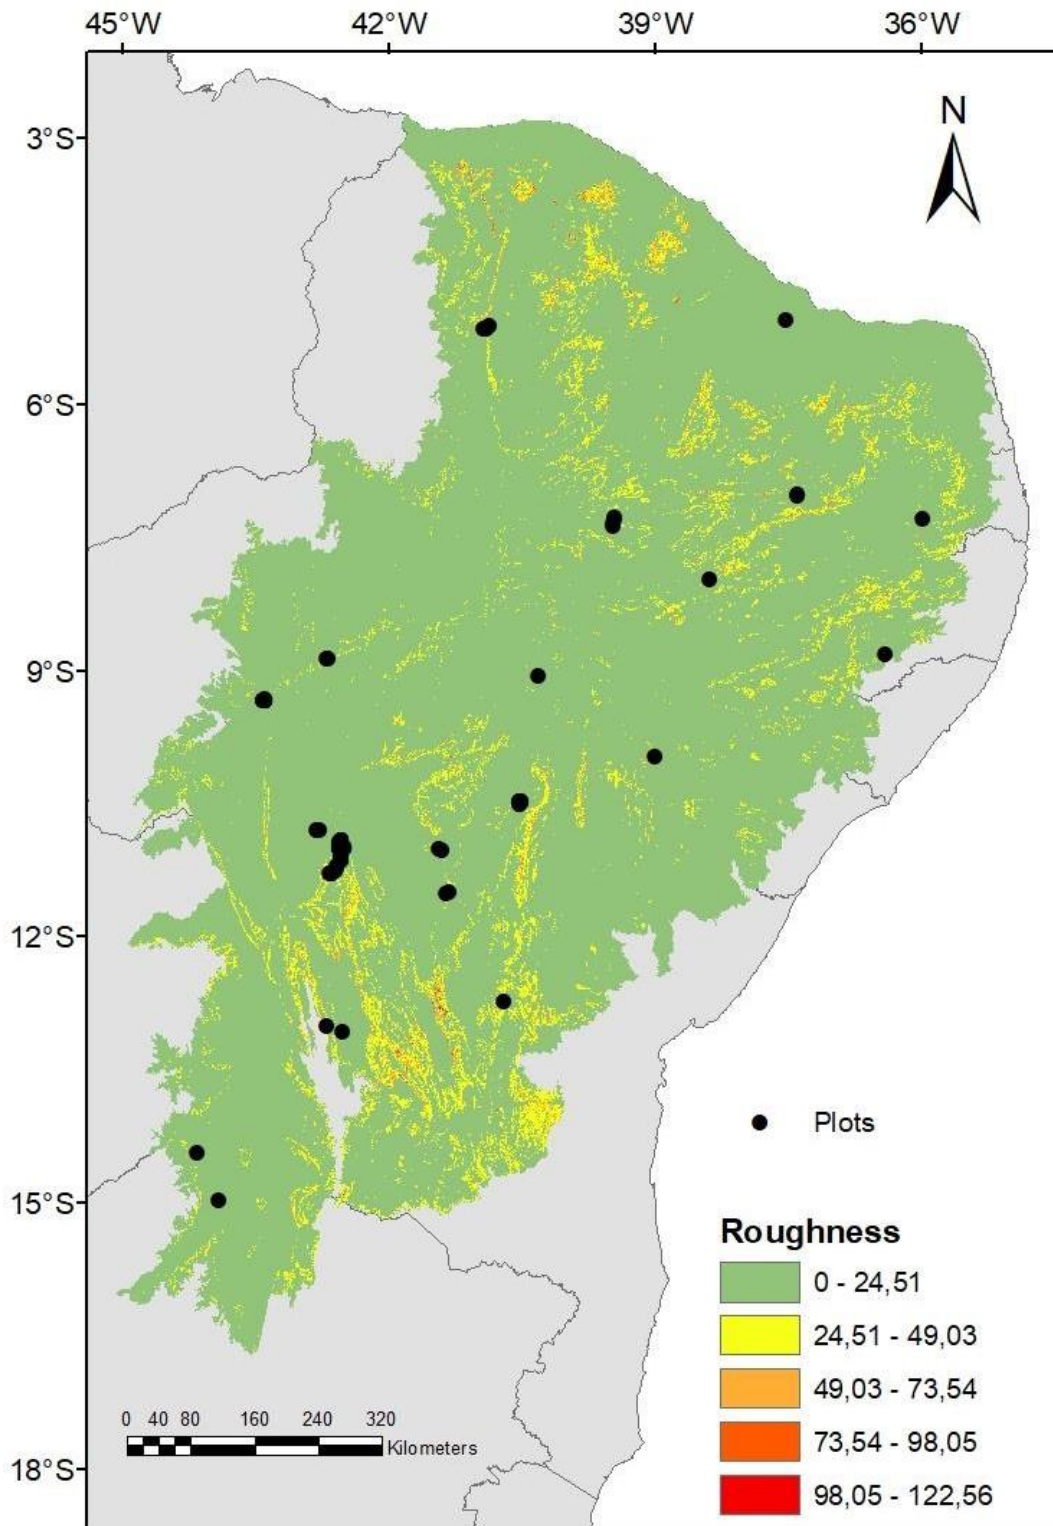 45°W 42°W 39°W 36°W
N
3°S
6°S
9°S
12°S
Plots
15°S
Roughness
0 - 24,51
24,51 - 49,03
49,03 - 73,54
73,54 - 98,05
98,05 - 122,56
0 40 80 160 240 320
Kilometers
18°S